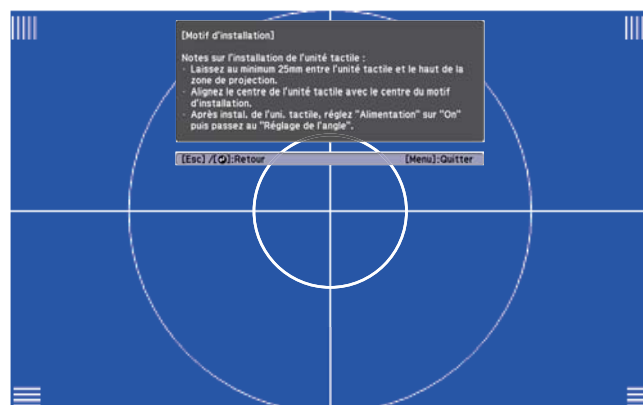 [Motif d'installation]
Notes sur l'installation de l'unité tactile :
· Laissez au minimum 25mm entre l'unité tactile et le haut de la
zone de projection.
· Alignez le centre de l'unité tactile avec le centre du motif
d'installation.
· Après instal. de l'uni. tactile, réglez "Alimentation" sur "On"
puis passez au "Réglage de l'angle".
[Esc] /[⮐]:Retour [Menu]:Quitter